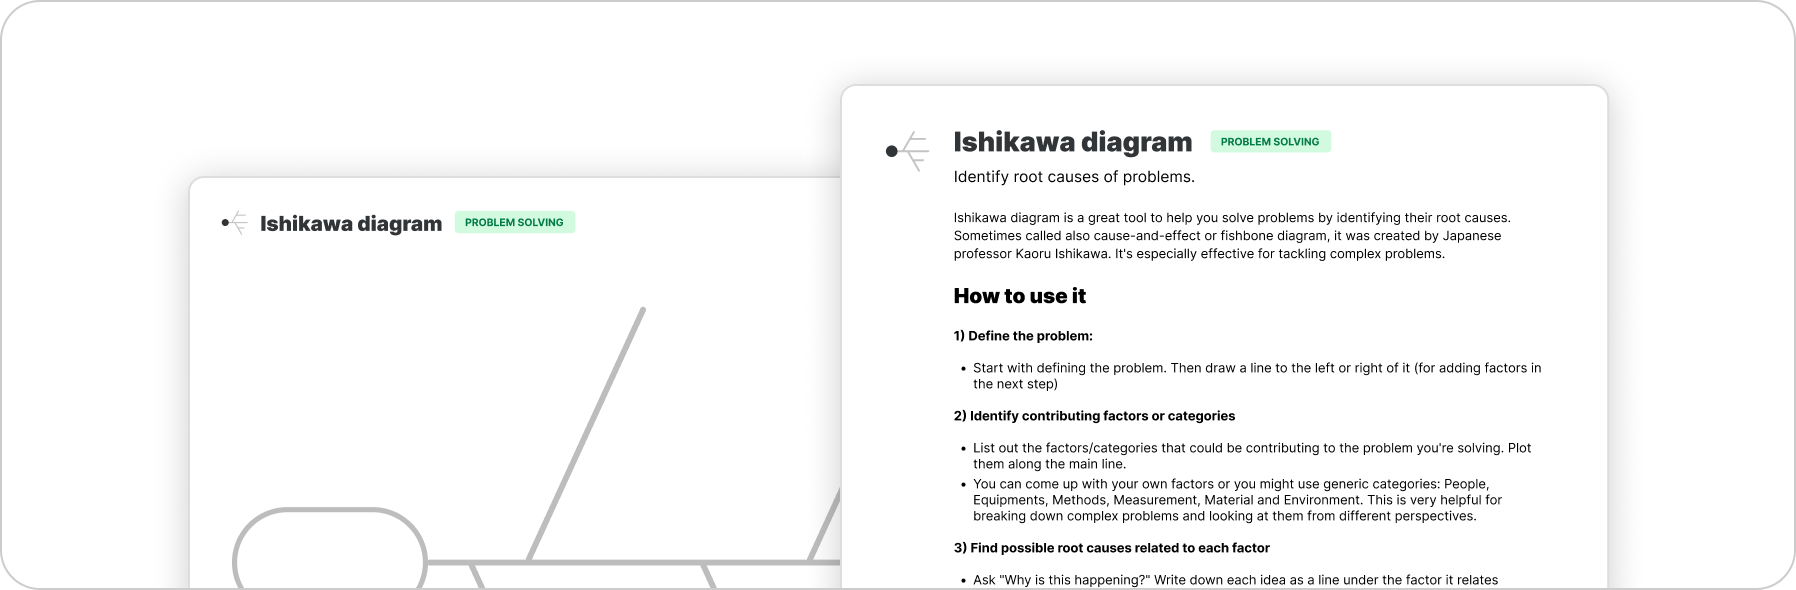 Ishikawa diagram PROBLEM SOLVING
Ishikawa diagram PROBLEM SOLVING
Identify root causes of problems.
Ishikawa diagram is a great tool to help you solve problems by identifying their root causes.
Sometimes called also cause-and-effect or fishbone diagram, it was created by Japanese
professor Kaoru Ishikawa. It's especially effective for tackling complex problems.
How to use it
1) Define the problem:
• Start with defining the problem. Then draw a line to the left or right of it (for adding factors in
the next step)
2) Identify contributing factors or categories
• List out the factors/categories that could be contributing to the problem you're solving. Plot
them along the main line.
• You can come up with your own factors or you might use generic categories: People,
Equipments, Methods, Measurement, Material and Environment. This is very helpful for
breaking down complex problems and looking at them from different perspectives.
3) Find possible root causes related to each factor
• Ask "Why is this happening?" Write down each idea as a line under the factor it relates